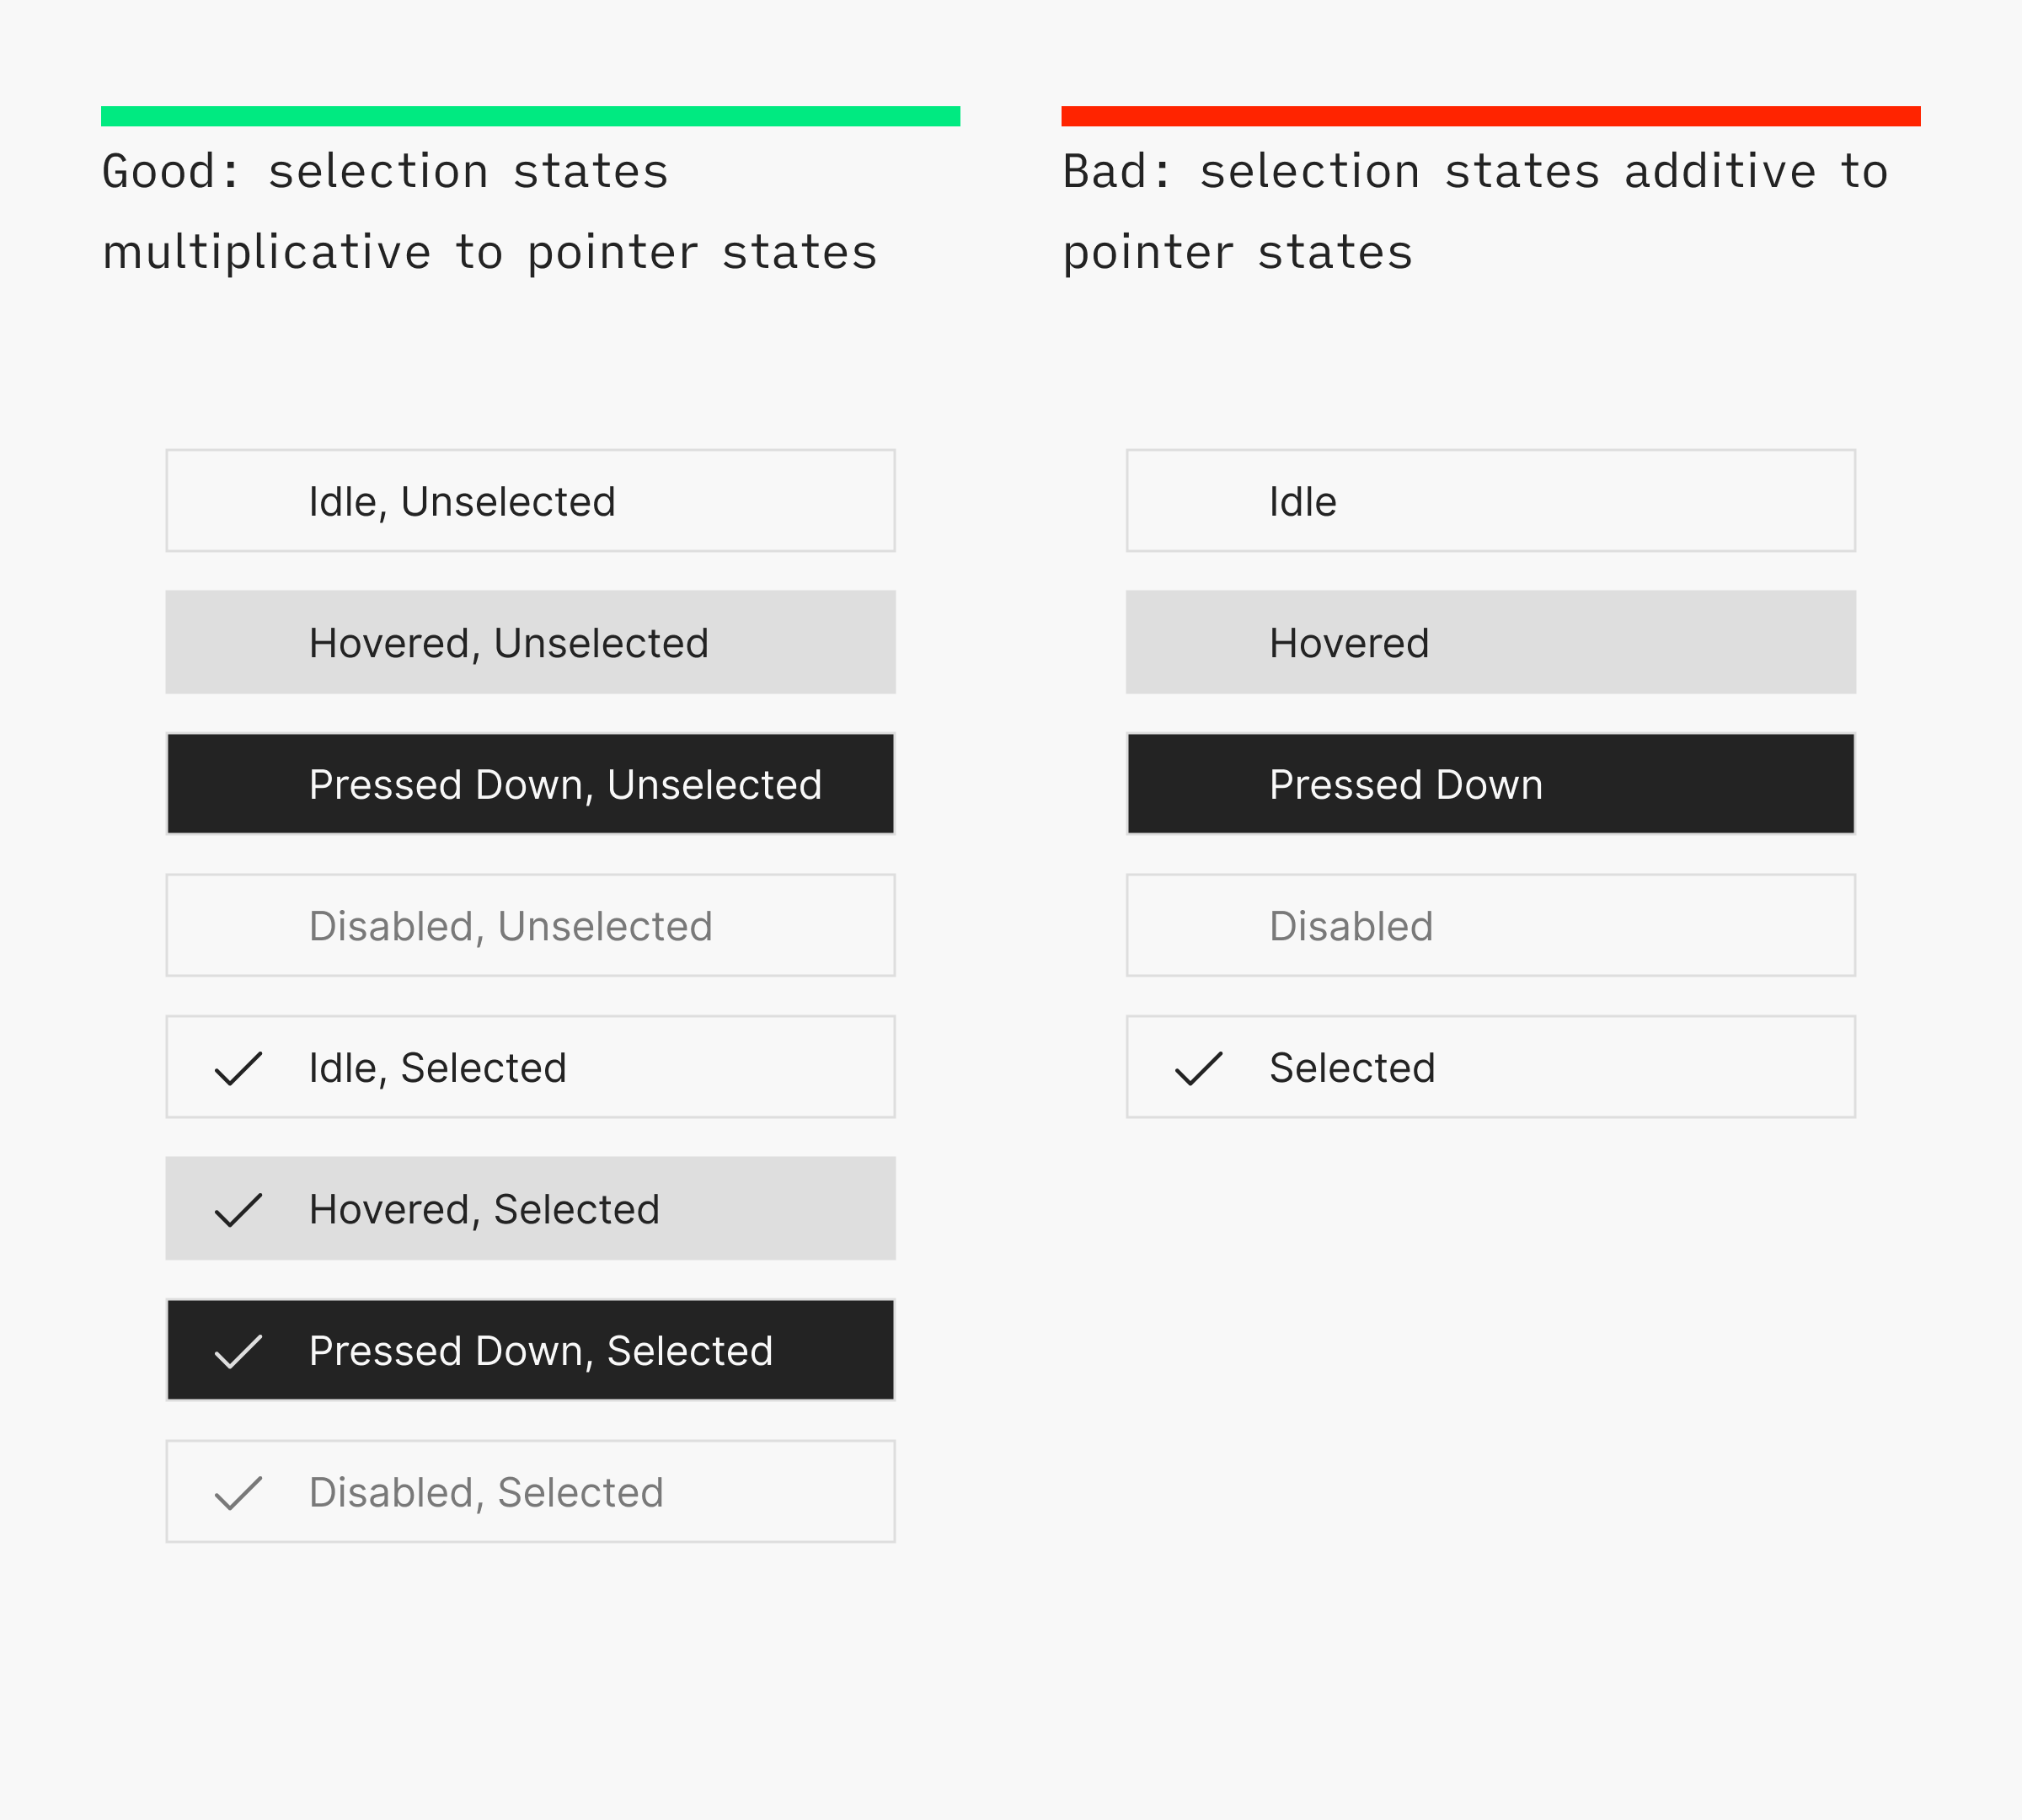 Good: selection states
multiplicative to pointer states
Idle, Unselected
Hovered, Unselected
Pressed Down, Unselected
Disabled, Unselected
Idle, Selected
Hovered, Selected
Pressed Down, Selected
Disabled, Selected
Bad: selection states additive to
pointer states
Idle
Hovered
Pressed Down
Disabled
Selected